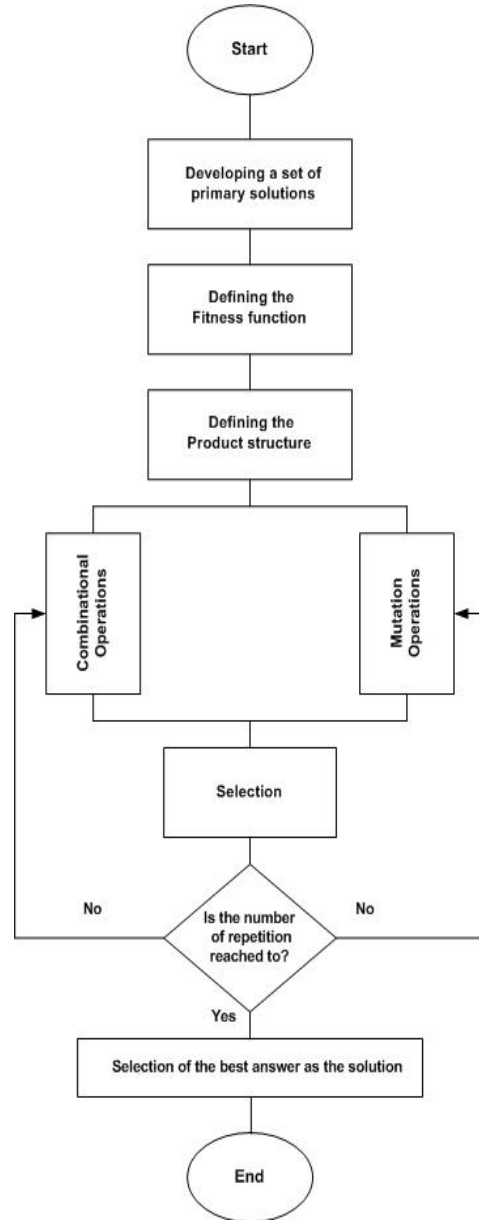 Start
Developing a set of
primary solutions
Defining the
Fitness function
Defining the
Product structure
Combinational
Operations
Mutation
Operations
Selection
No
Is the number
of repetition
reached to?
No
Yes
Selection of the best answer as the solution
End